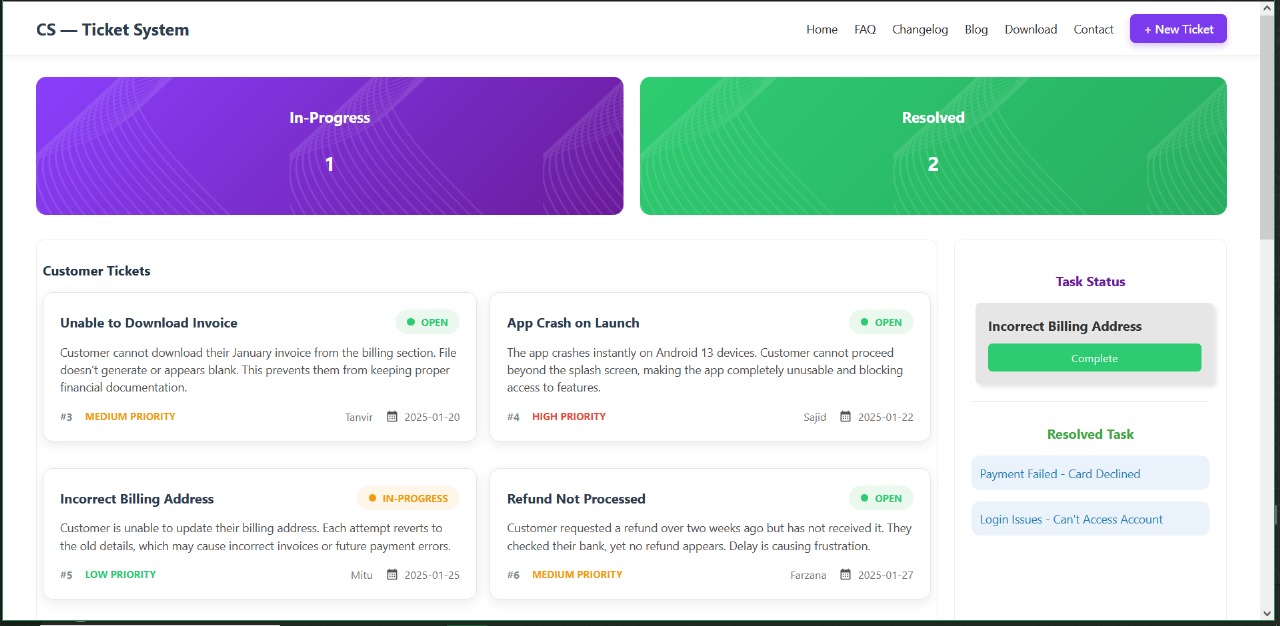 CS — Ticket System
Home FAQ Changelog Blog Download Contact + New Ticket
In-Progress
1
Resolved
2
Customer Tickets
Unable to Download Invoice
OPEN
Customer cannot download their January invoice from the billing section. File
doesn't generate or appears blank. This prevents them from keeping proper
financial documentation.
#3 MEDIUM PRIORITY Tanvir 2025-01-20
App Crash on Launch
OPEN
The app crashes instantly on Android 13 devices. Customer cannot proceed
beyond the splash screen, making the app completely unusable and blocking
access to features.
#4 HIGH PRIORITY Sajid 2025-01-22
Incorrect Billing Address
IN-PROGRESS
Customer is unable to update their billing address. Each attempt reverts to
the old details, which may cause incorrect invoices or future payment errors.
#5 LOW PRIORITY Mitu 2025-01-25
Refund Not Processed
OPEN
Customer requested a refund over two weeks ago but has not received it. They
checked their bank, yet no refund appears. Delay is causing frustration.
#6 MEDIUM PRIORITY Farzana 2025-01-27
Task Status
Incorrect Billing Address
Complete
Resolved Task
Payment Failed - Card Declined
Login Issues - Can't Access Account